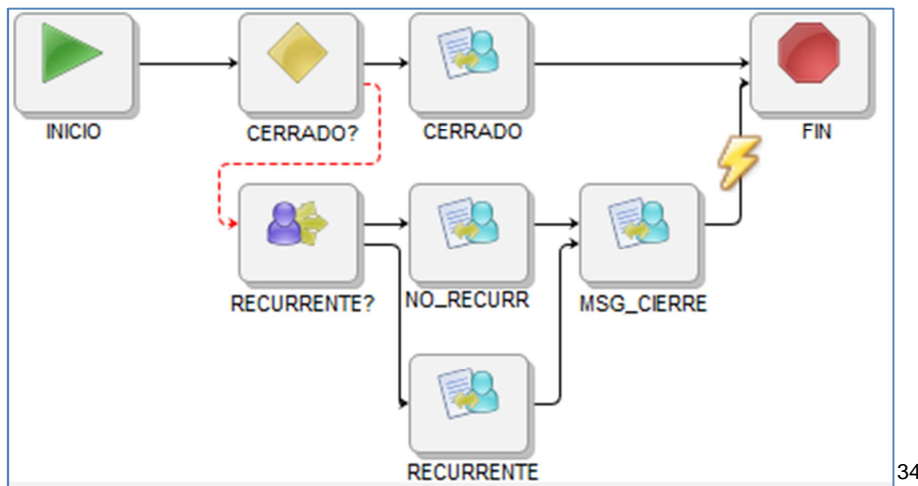 INICIO
CERRADO?
CERRADO
FIN
RECURRENTE?
NO_RECURR
MSG_CIERRE
RECURRENTE
34